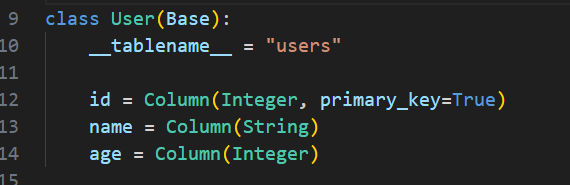 9 class User(Base):
10     __tablename__ = "users"
11
12     id = Column(Integer, primary_key=True)
13     name = Column(String)
14     age = Column(Integer)
15